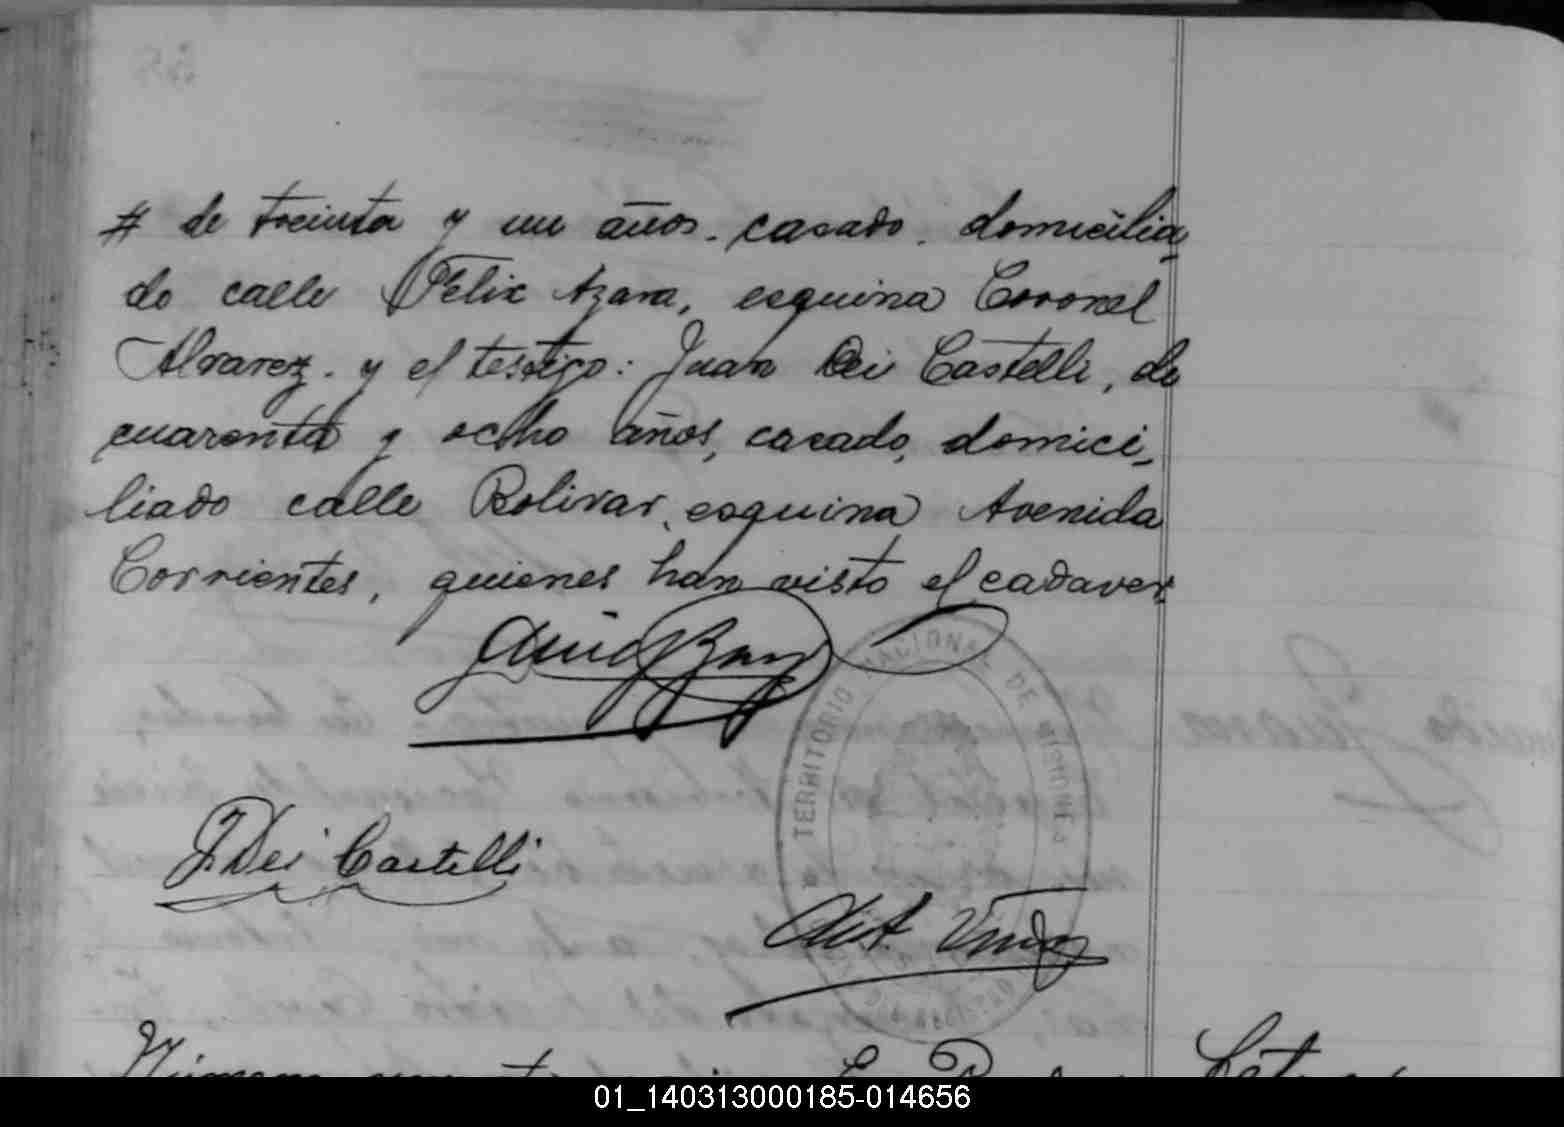 # de treinta y un años. casado. domicilia-
do calle Felix Azara, esquina Coronel
Alvarez. y el testigo: Juan Dei Castelli, de
cuarenta y ocho años, casado, domici-
liado calle Bolivar, esquina Avenida
Corrientes, quienes han visto el cadaver.
TERRITORIO NACIONAL DE MISIONES
J. Dei Castelli
Número
01_140313000185-014656